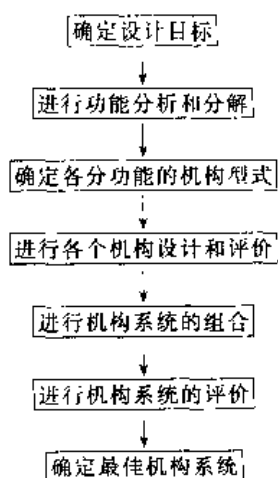 确定设计目标
进行功能分析和分解
确定各分功能的机构型式
进行各个机构设计和评价
进行机构系统的组合
进行机构系统的评价
确定最佳机构系统